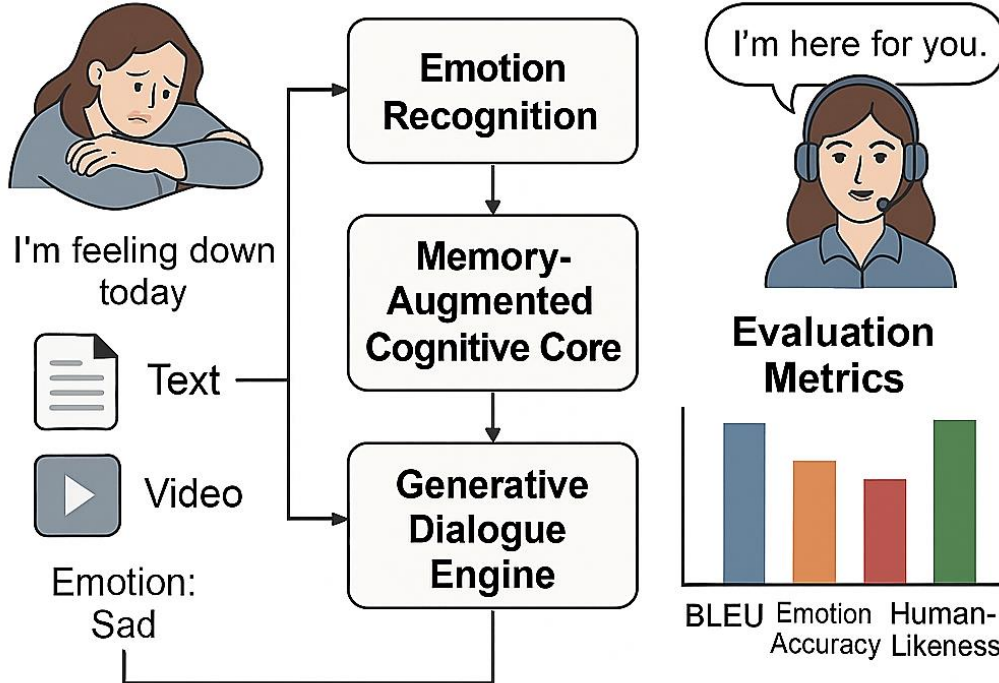 I'm feeling down
today
Text
Video
Emotion:
Sad
Emotion
Recognition
Memory-
Augmented
Cognitive Core
Generative
Dialogue
Engine
I'm here for you.
Evaluation
Metrics
BLEU
Emotion
Accuracy
Human-
Likeness